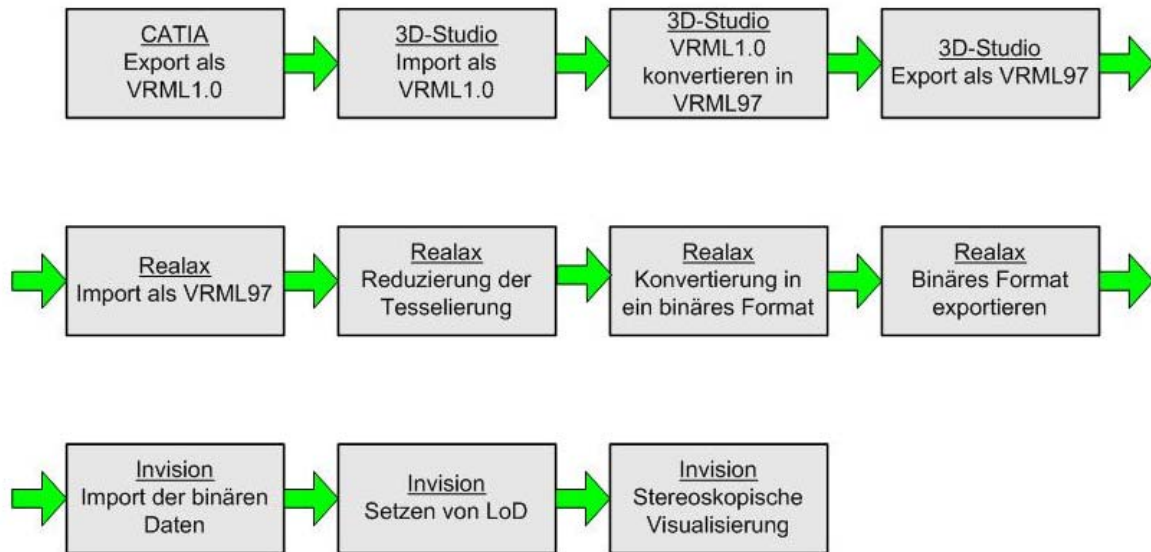 CATIA
Export als
VRML1.0
3D-Studio
Import als
VRML1.0
3D-Studio
VRML1.0
konvertieren in
VRML97
3D-Studio
Export als VRML97
Realax
Import als VRML97
Realax
Reduzierung der
Tesselierung
Realax
Konvertierung in
ein binäres Format
Realax
Binäres Format
exportieren
Invision
Import der binären
Daten
Invision
Setzen von LoD
Invision
Stereoskopische
Visualisierung